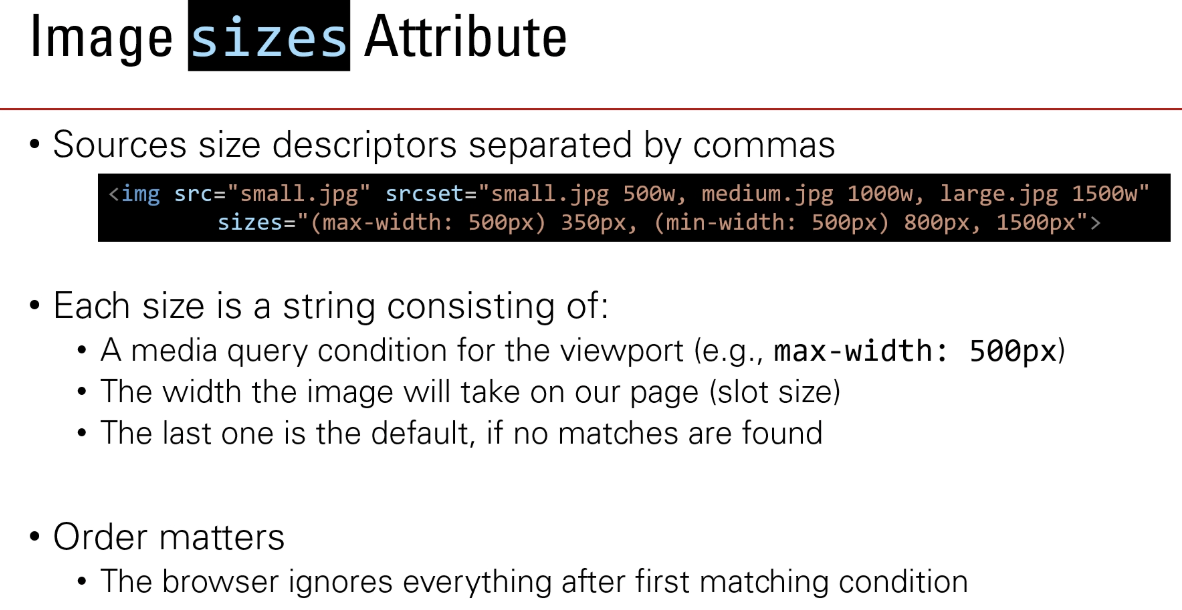 Image sizes Attribute
• Sources size descriptors separated by commas
<img src="small.jpg" srcset="small.jpg 500w, medium.jpg 1000w, large.jpg 1500w"
sizes="(max-width: 500px) 350px, (min-width: 500px) 800px, 1500px">
• Each size is a string consisting of:
• A media query condition for the viewport (e.g., max-width: 500px)
• The width the image will take on our page (slot size)
• The last one is the default, if no matches are found
• Order matters
• The browser ignores everything after first matching condition